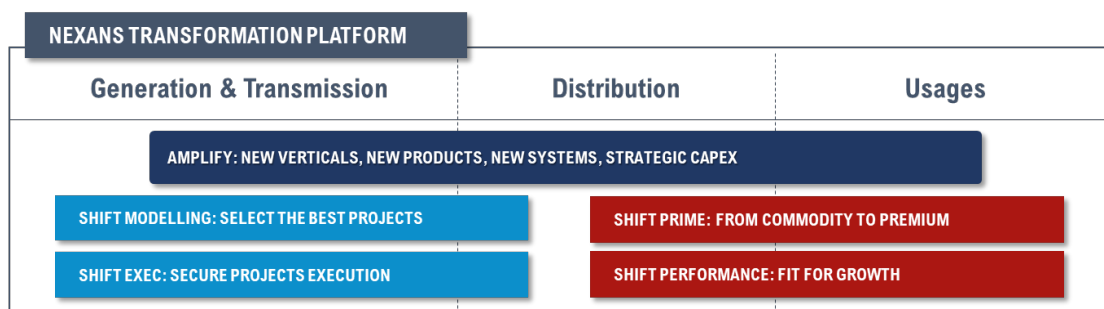 NEXANS TRANSFORMATION PLATFORM
Generation & Transmission
Distribution
Usages
AMPLIFY: NEW VERTICALS, NEW PRODUCTS, NEW SYSTEMS, STRATEGIC CAPEX
SHIFT MODELLING: SELECT THE BEST PROJECTS
SHIFT PRIME: FROM COMMODITY TO PREMIUM
SHIFT EXEC: SECURE PROJECTS EXECUTION
SHIFT PERFORMANCE: FIT FOR GROWTH